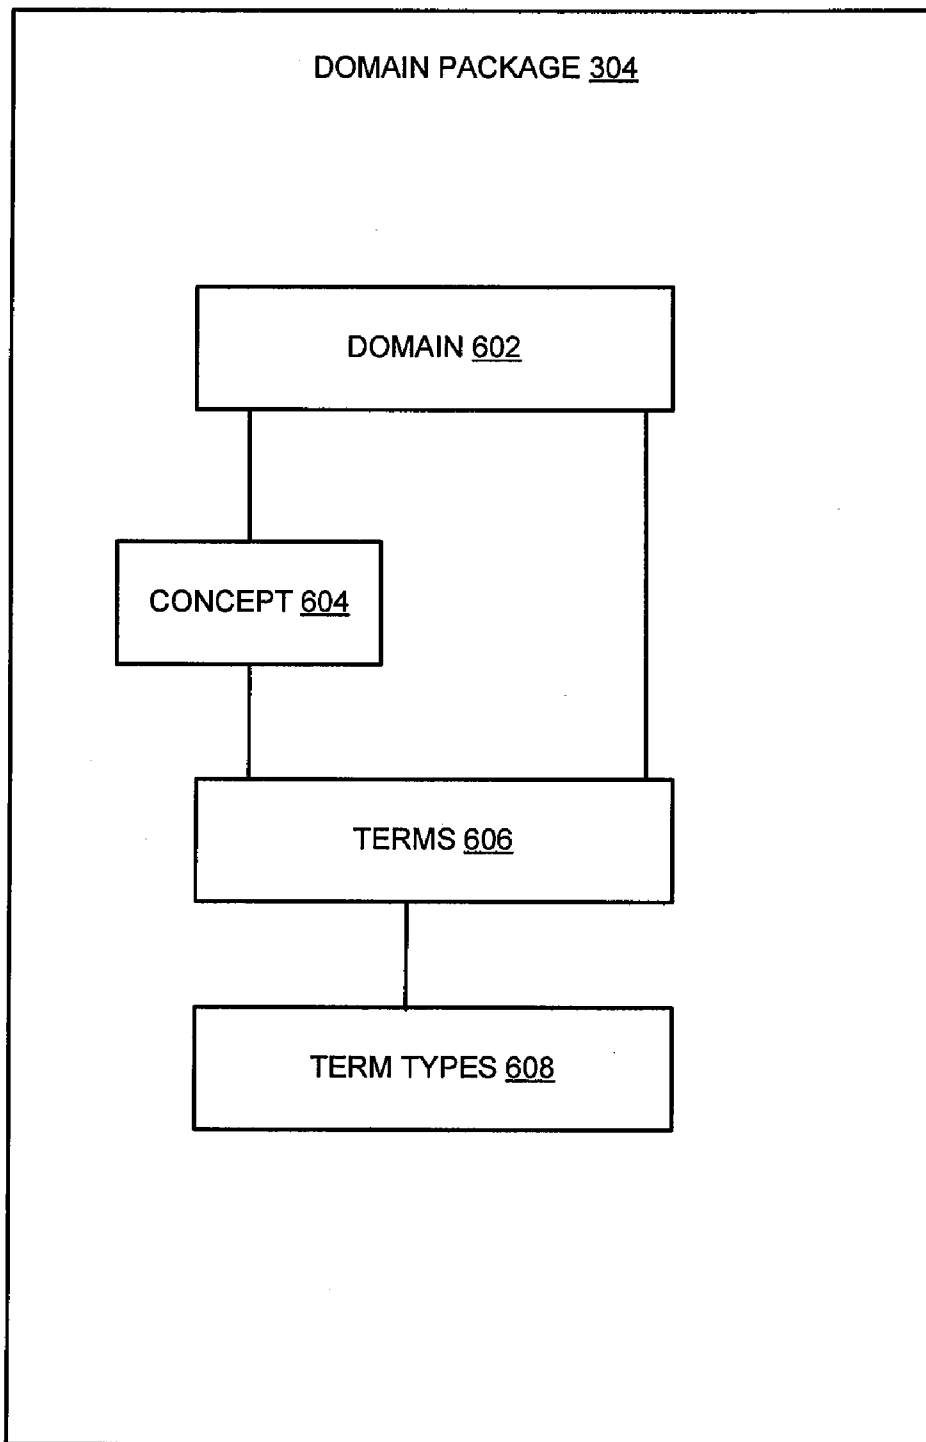 DOMAIN PACKAGE 304
DOMAIN 602
CONCEPT 604
TERMS 606
TERM TYPES 608